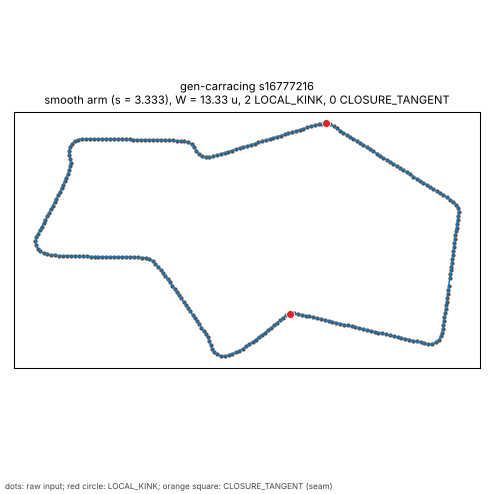 gen-carracing s16777216
smooth arm (s = 3.333), W = 13.33 u, 2 LOCAL_KINK, 0 CLOSURE_TANGENT
dots: raw input; red circle: LOCAL_KINK; orange square: CLOSURE_TANGENT (seam)